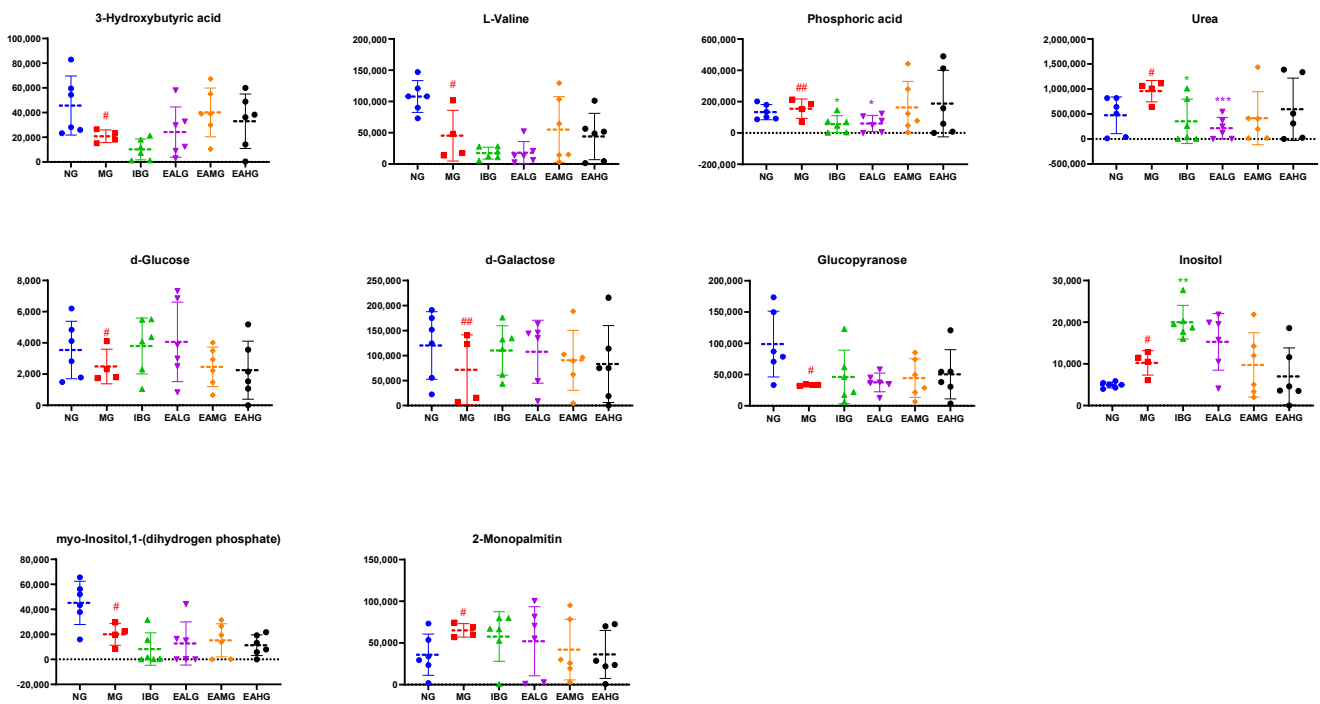 3-Hydroxybutyric acid
100,000
80,000
60,000
40,000
20,000
0
#
NG MG IBG EALG EAMG EAHG
L-Valine
200,000
150,000
100,000
50,000
0
#
NG MG IBG EALG EAMG EAHG
Phosphoric acid
600,000
400,000
200,000
0
-200,000
## * *
NG MG IBG EALG EAMG EAHG
Urea
2,000,000
1,500,000
1,000,000
500,000
0
-500,000
# * ***
NG MG IBG EALG EAMG EAHG
d-Glucose
8,000
6,000
4,000
2,000
0
#
NG MG IBG EALG EAMG EAHG
d-Galactose
250,000
200,000
150,000
100,000
50,000
0
##
NG MG IBG EALG EAMG EAHG
Glucopyranose
200,000
150,000
100,000
50,000
0
#
NG MG IBG EALG EAMG EAHG
Inositol
30,000
20,000
10,000
0
# **
NG MG IBG EALG EAMG EAHG
myo-Inositol,1-(dihydrogen phosphate)
80,000
60,000
40,000
20,000
0
-20,000
#
NG MG IBG EALG EAMG EAHG
2-Monopalmitin
150,000
100,000
50,000
0
#
NG MG IBG EALG EAMG EAHG